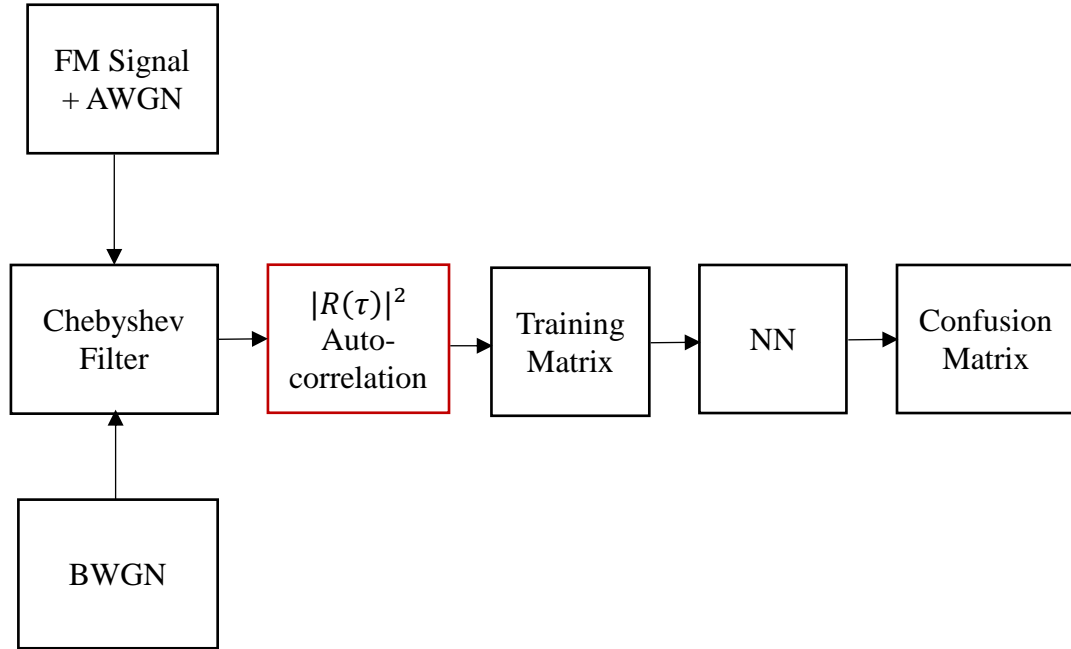 FM Signal
+ AWGN
Chebyshev
Filter
|𝑅(𝜏)|²
Auto-
correlation
Training
Matrix
NN
Confusion
Matrix
BWGN